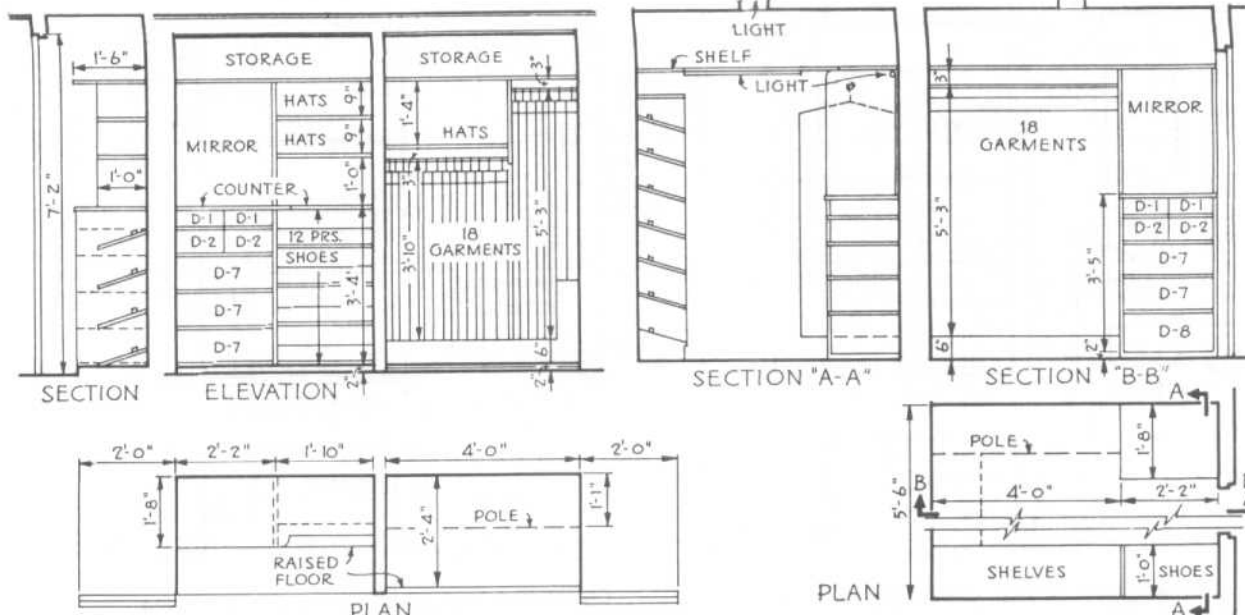 1'-6"
7'-2"
1'-0"
SECTION
STORAGE
MIRROR
HATS
9"
HATS
9"
1'-0"
COUNTER
D-1 D-1
D-2 D-2
D-7
D-7
D-7
12 PRS.
SHOES
3'-4"
2"
ELEVATION
STORAGE
3"
1'-4"
HATS
3"
3'-10"
18
GARMENTS
5'-3"
6"
2"
LIGHT
SHELF
LIGHT
SECTION "A-A"
3"
MIRROR
18
GARMENTS
5'-3"
3'-5"
D-1 D-1
D-2 D-2
D-7
D-7
D-8
6"
2"
SECTION "B-B"
2'-0" 2'-2" 1'-10" 4'-0" 2'-0"
1'-8"
2'-4"
1'-1"
POLE
RAISED
FLOOR
PLAN
A
POLE
1'-8"
B
4'-0" 2'-2"
5'-6"
SHELVES
1'-0"
SHOES
PLAN
A